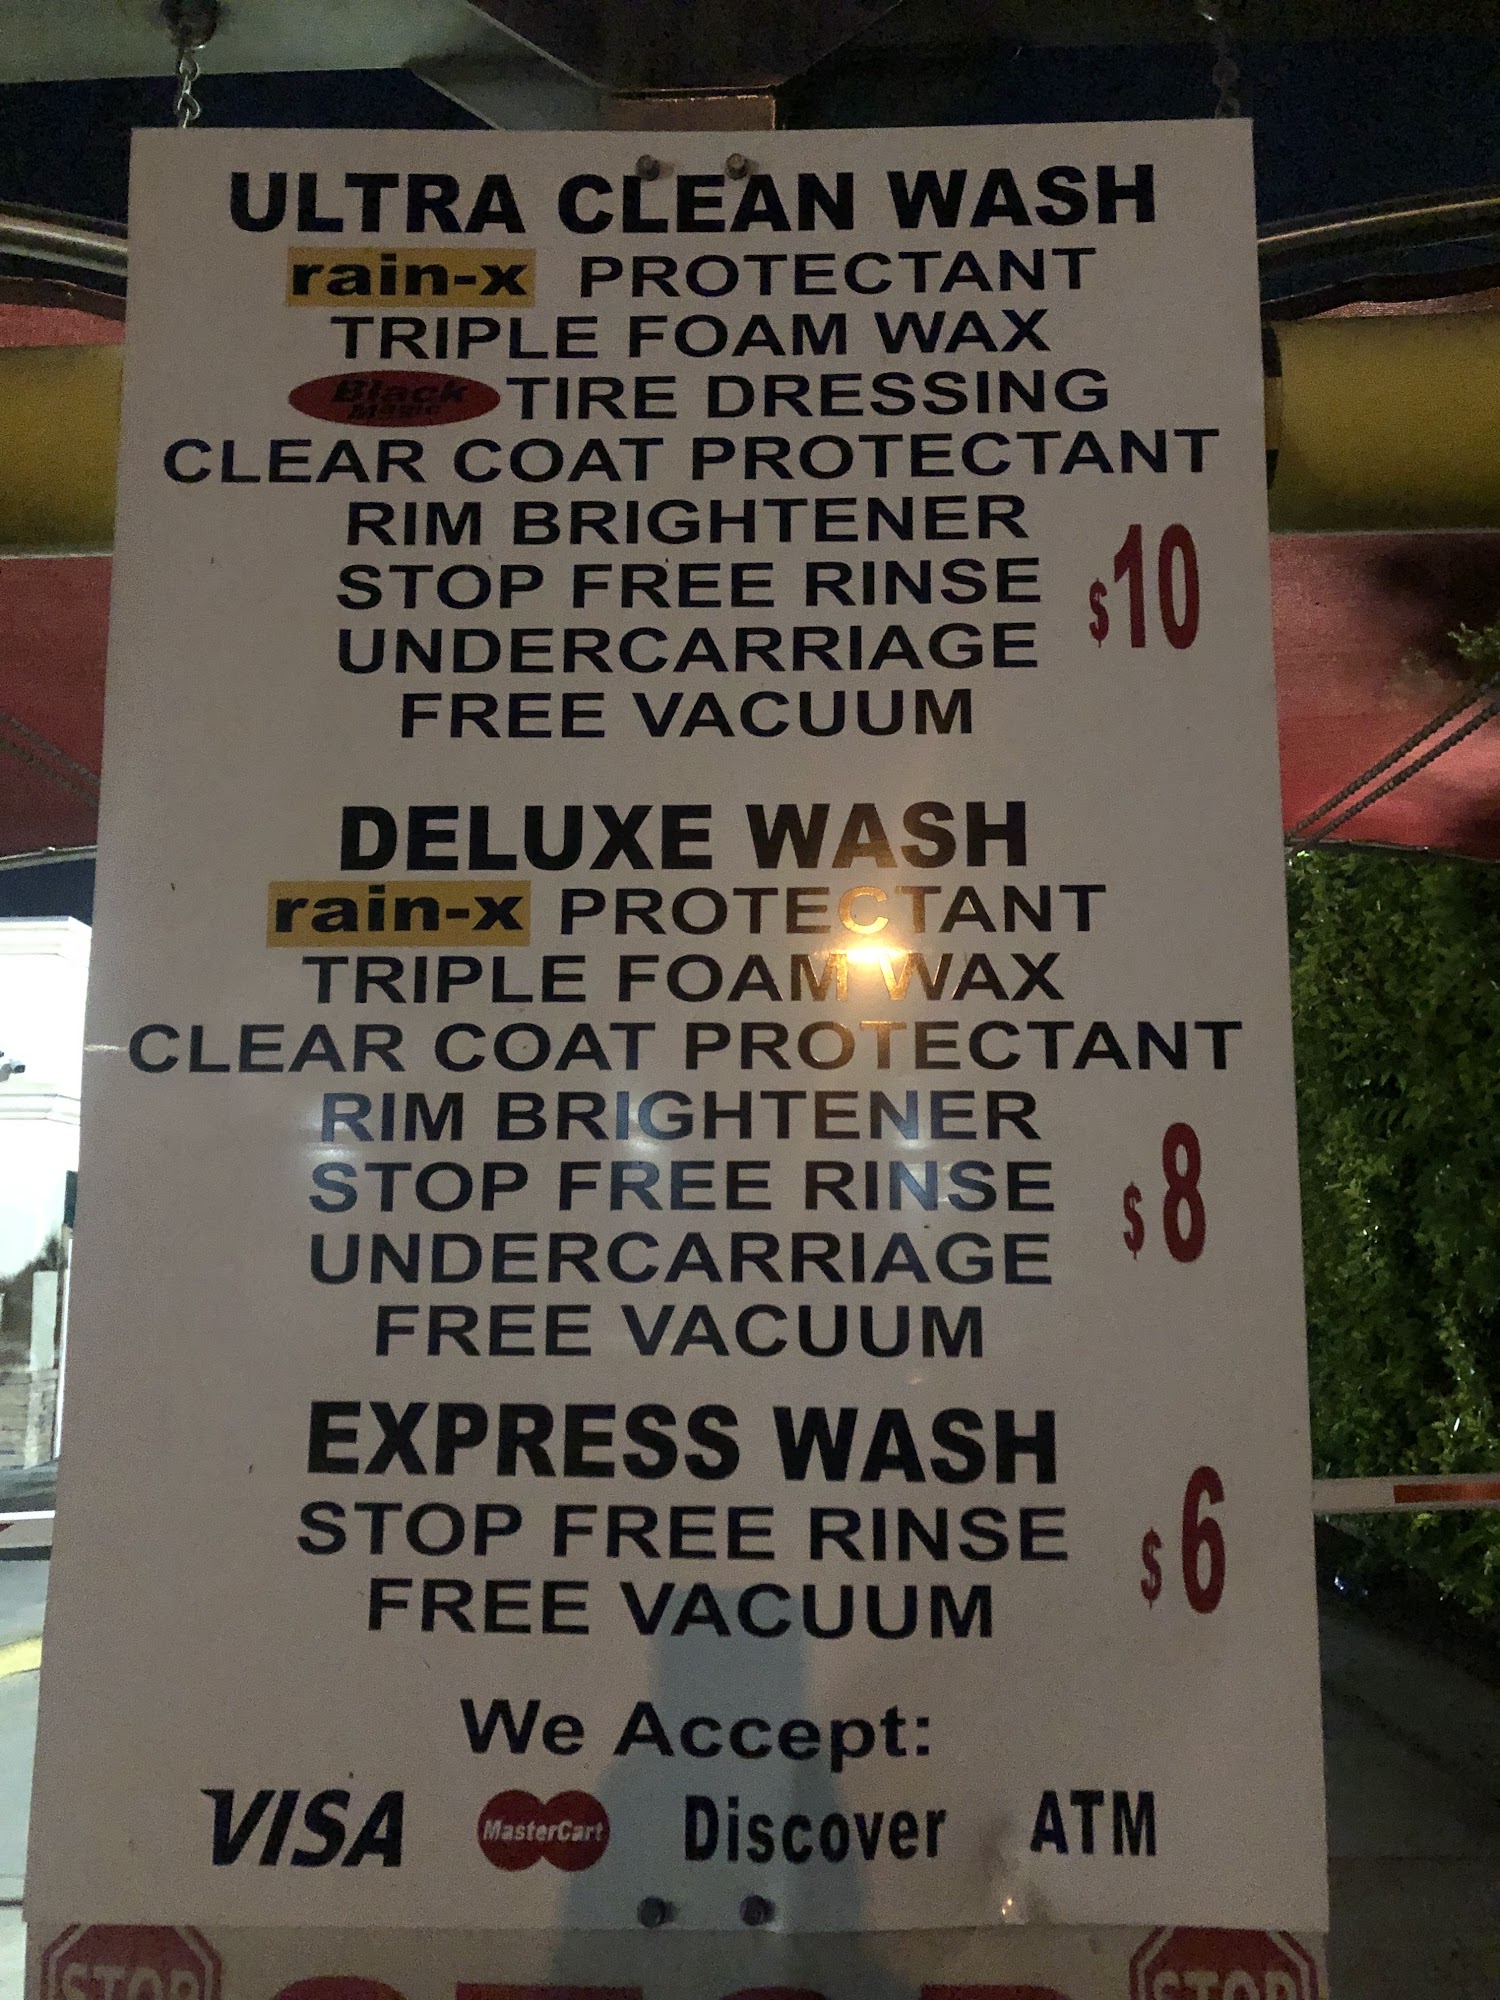 ULTRA CLEAN WASH
rain-x PROTECTANT
TRIPLE FOAM WAX
Black Magic TIRE DRESSING
CLEAR COAT PROTECTANT
RIM BRIGHTENER
STOP FREE RINSE
$10
UNDERCARRIAGE
FREE VACUUM
DELUXE WASH
rain-x PROTECTANT
TRIPLE FOAM WAX
CLEAR COAT PROTECTANT
RIM BRIGHTENER
STOP FREE RINSE
$8
UNDERCARRIAGE
FREE VACUUM
EXPRESS WASH
STOP FREE RINSE
$6
FREE VACUUM
We Accept:
VISA MasterCart Discover ATM
STOP STOP STOP